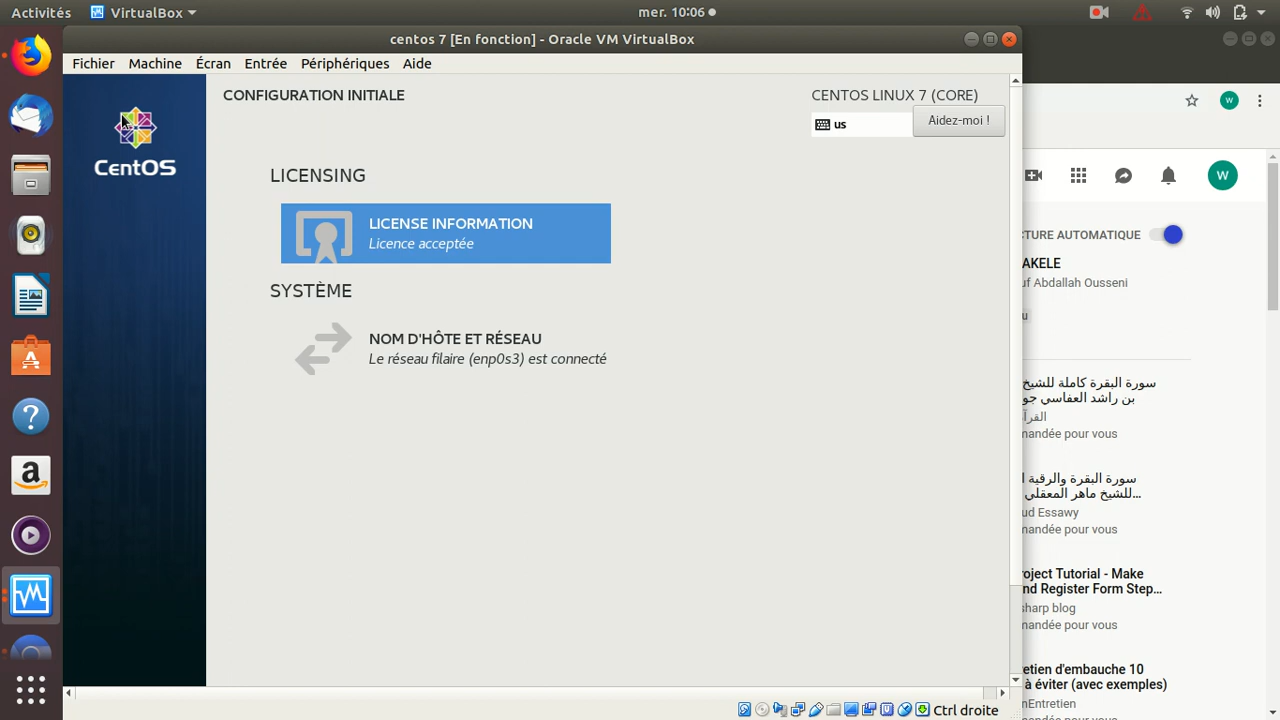 Activités
VirtualBox
mer. 10:06
centos 7 [En fonction] - Oracle VM VirtualBox
Fichier Machine Écran Entrée Périphériques Aide
CentOS
CONFIGURATION INITIALE
CENTOS LINUX 7 (CORE)
us
Aidez-moi !
LICENSING
LICENSE INFORMATION
Licence acceptée
SYSTÈME
NOM D'HÔTE ET RÉSEAU
Le réseau filaire (enp0s3) est connecté
Ctrl droite
W
W
CTURE AUTOMATIQUE
AKELE
uf Abdallah Ousseni
u
سورة البقرة كاملة للشيخ
بن راشد العفاسي جو
القرآ
mandée pour vous
سورة البقرة والرقية ا
للشيخ ماهر المعقلي...
ud Essawy
mandée pour vous
roject Tutorial - Make
nd Register Form Step...
sharp blog
mandée pour vous
retien d'embauche 10
à éviter (avec exemples)
nEntretien